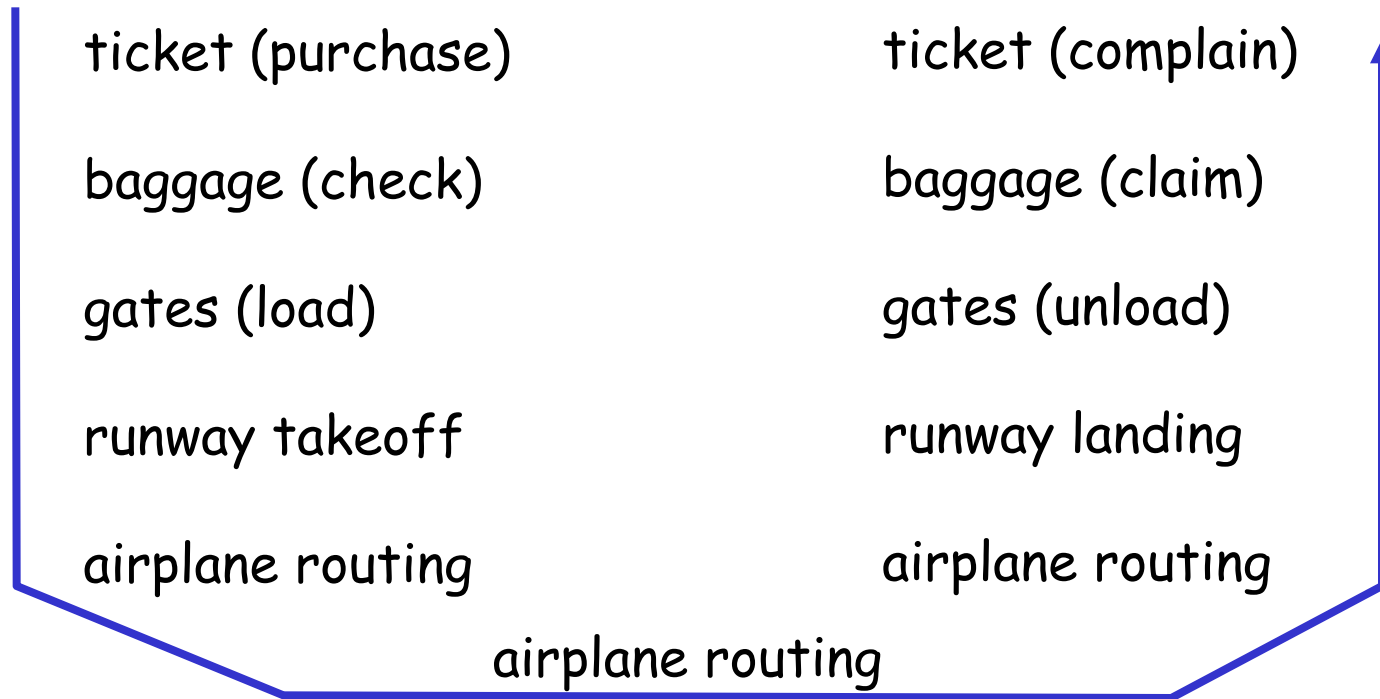 ticket (purchase)
baggage (check)
gates (load)
runway takeoff
airplane routing
airplane routing
ticket (complain)
baggage (claim)
gates (unload)
runway landing
airplane routing